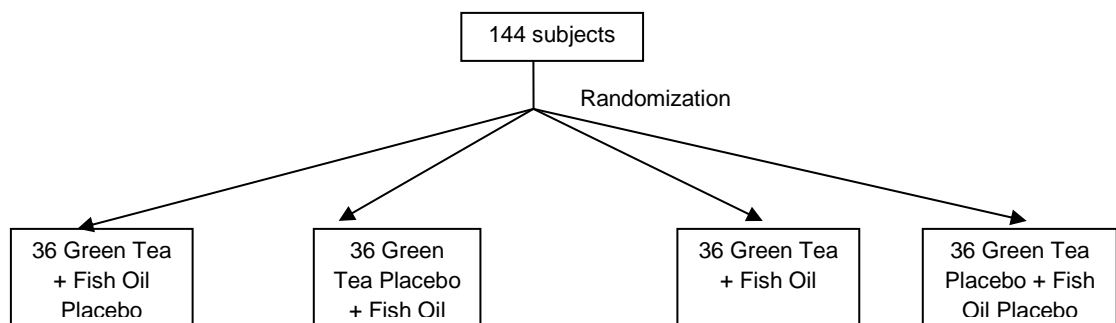 144 subjects
Randomization
36 Green Tea
+ Fish Oil
Placebo
36 Green
Tea Placebo
+ Fish Oil
36 Green Tea
+ Fish Oil
36 Green Tea
Placebo + Fish
Oil Placebo